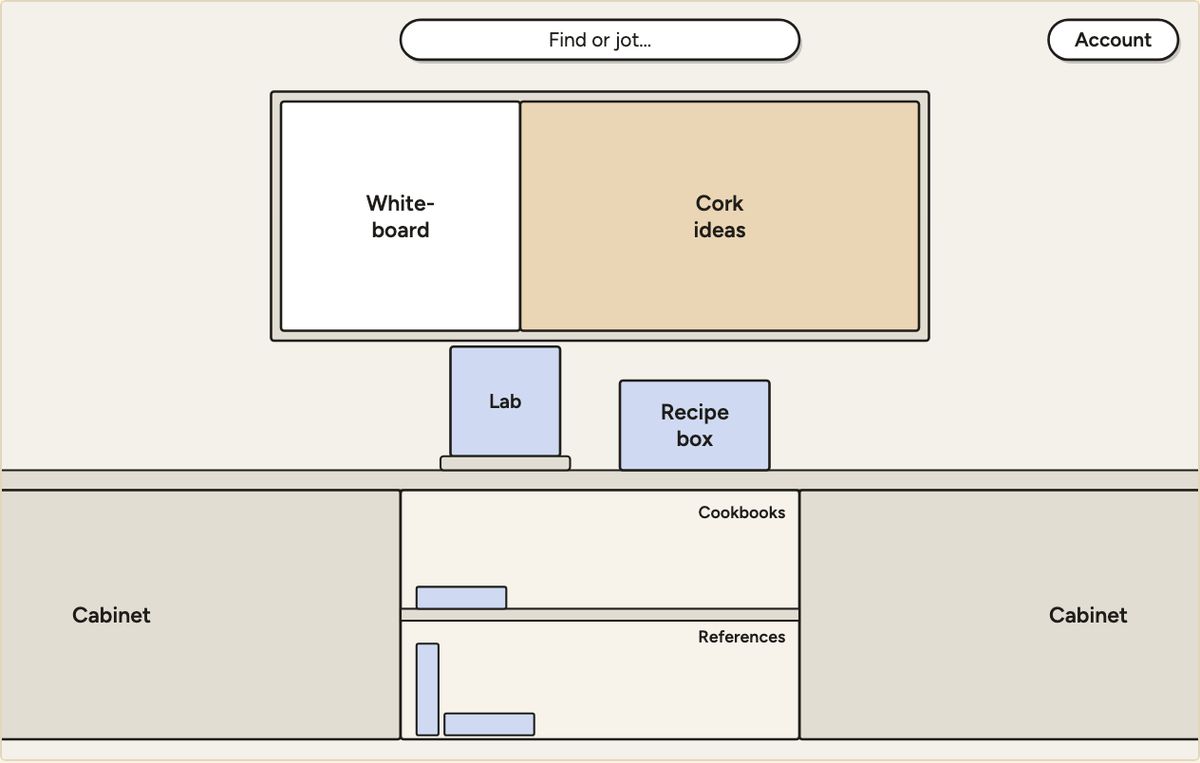 Find or jot...
Account
White-
board
Cork
ideas
Lab
Recipe
box
Cookbooks
Cabinet
Cabinet
References